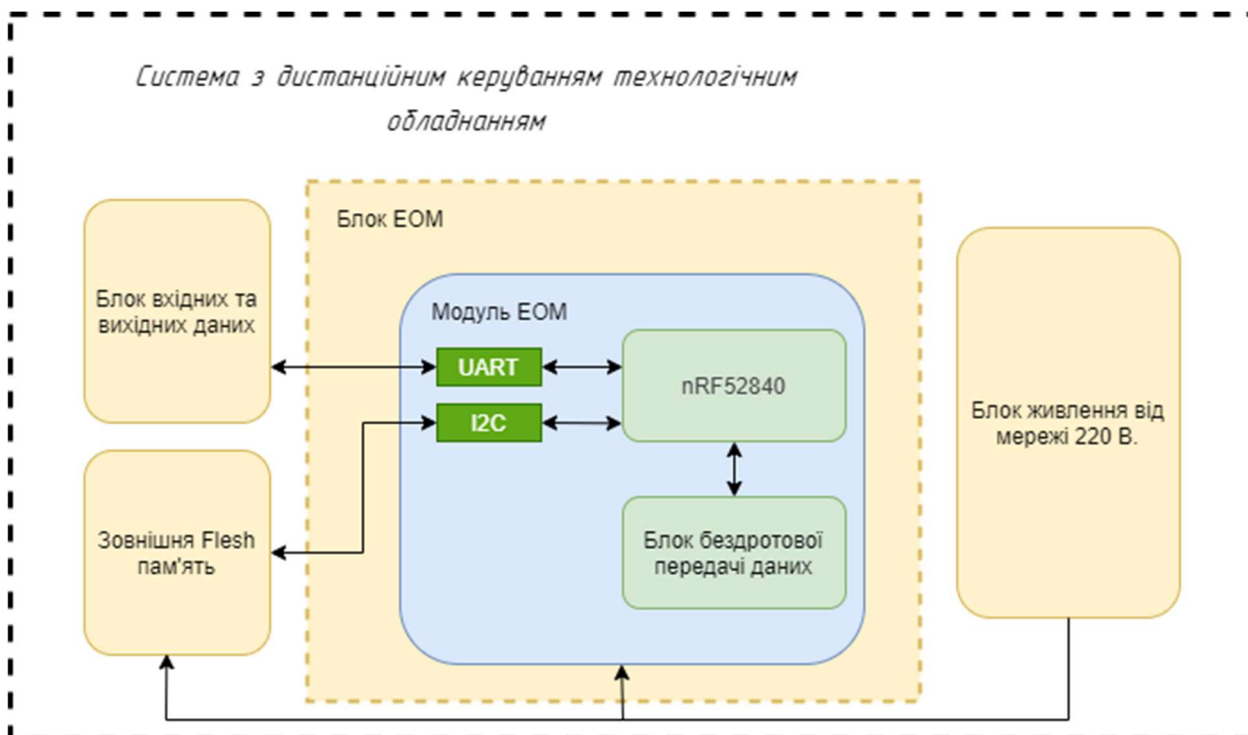 Система з дистанційним керуванням технологічним
обладнанням
Блок ЕОМ
Блок вхідних та
вихідних даних
Модуль ЕОМ
UART
I2C
nRF52840
Блок живлення від
мережі 220 В.
Зовнішня Flesh
пам'ять
Блок бездротової
передачі даних